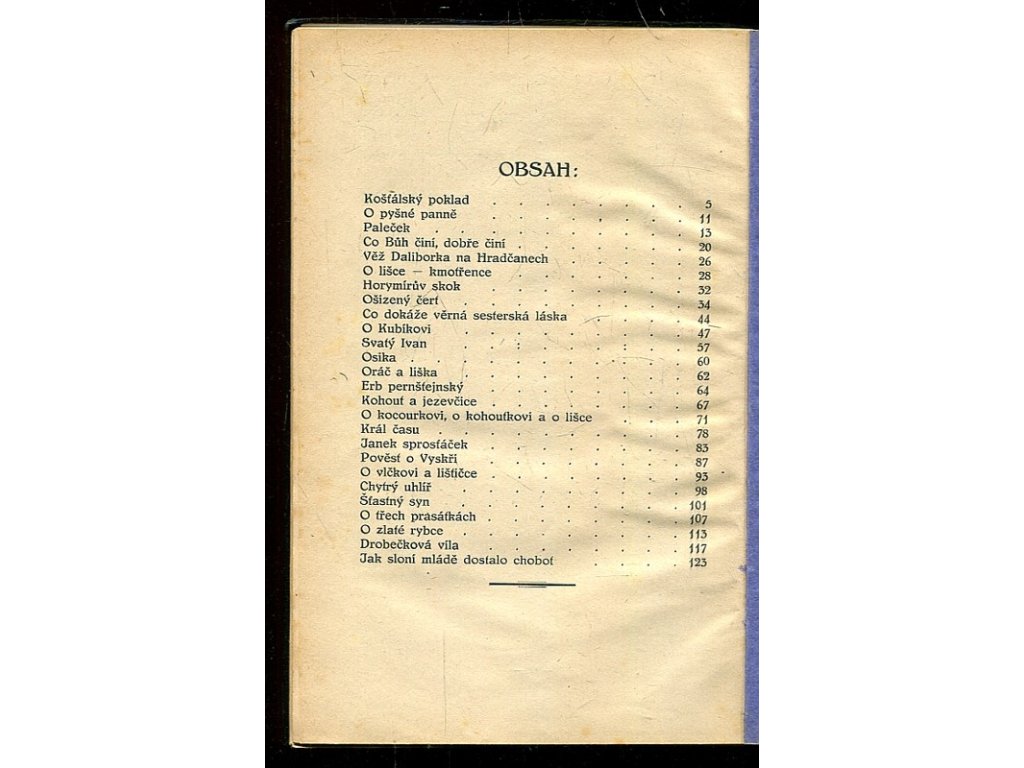 OBSAH:
Košťálský poklad . . . . . . . . 5
O pyšné panně . . . . . . . . 11
Paleček . . . . . . . . . . 13
Co Bůh činí, dobře činí . . . . . . . 20
Věž Daliborka na Hradčanech . . . . . 26
O lišce — kmotřence . . . . . . . 28
Horymírův skok . . . . . . . . 32
Ošizený čert . . . . . . . . . 34
Co dokáže věrná sesterská láska . . . . . 44
O Kubíkovi . . . . . . . . . 47
Svatý Ivan . . . . . . . . . 57
Osika . . . . . . . . . . . 60
Oráč a liška . . . . . . . . . 62
Erb pernštejnský . . . . . . . . 64
Kohout a jezevčice . . . . . . . . 67
O kocourkovi, o kohoutkovi a o lišce . . . . 71
Král času . . . . . . . . . . 78
Janek sprosťáček . . . . . . . . 83
Pověst o Vyskři . . . . . . . . 87
O vlčkovi a lištičce . . . . . . . . 93
Chytrý uhlíř . . . . . . . . . 98
Šťastný syn . . . . . . . . . 101
O třech prasátkách . . . . . . . . 107
O zlaté rybce . . . . . . . . . 113
Drobečková víla . . . . . . . . . 117
Jak sloní mládě dostalo chobot . . . . 123